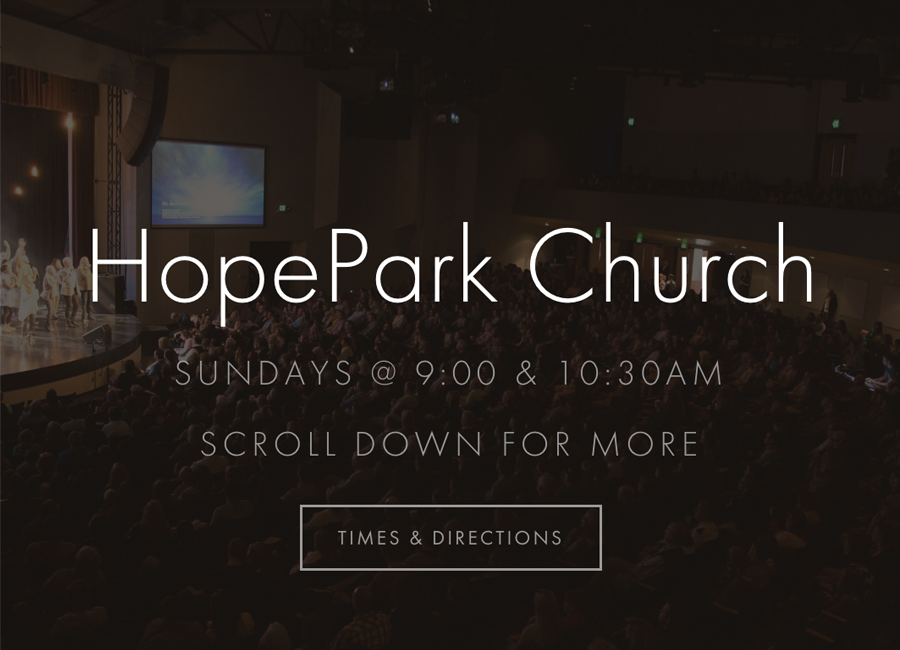 HopePark Church
SUNDAYS @ 9:00 & 10:30AM
SCROLL DOWN FOR MORE
TIMES & DIRECTIONS